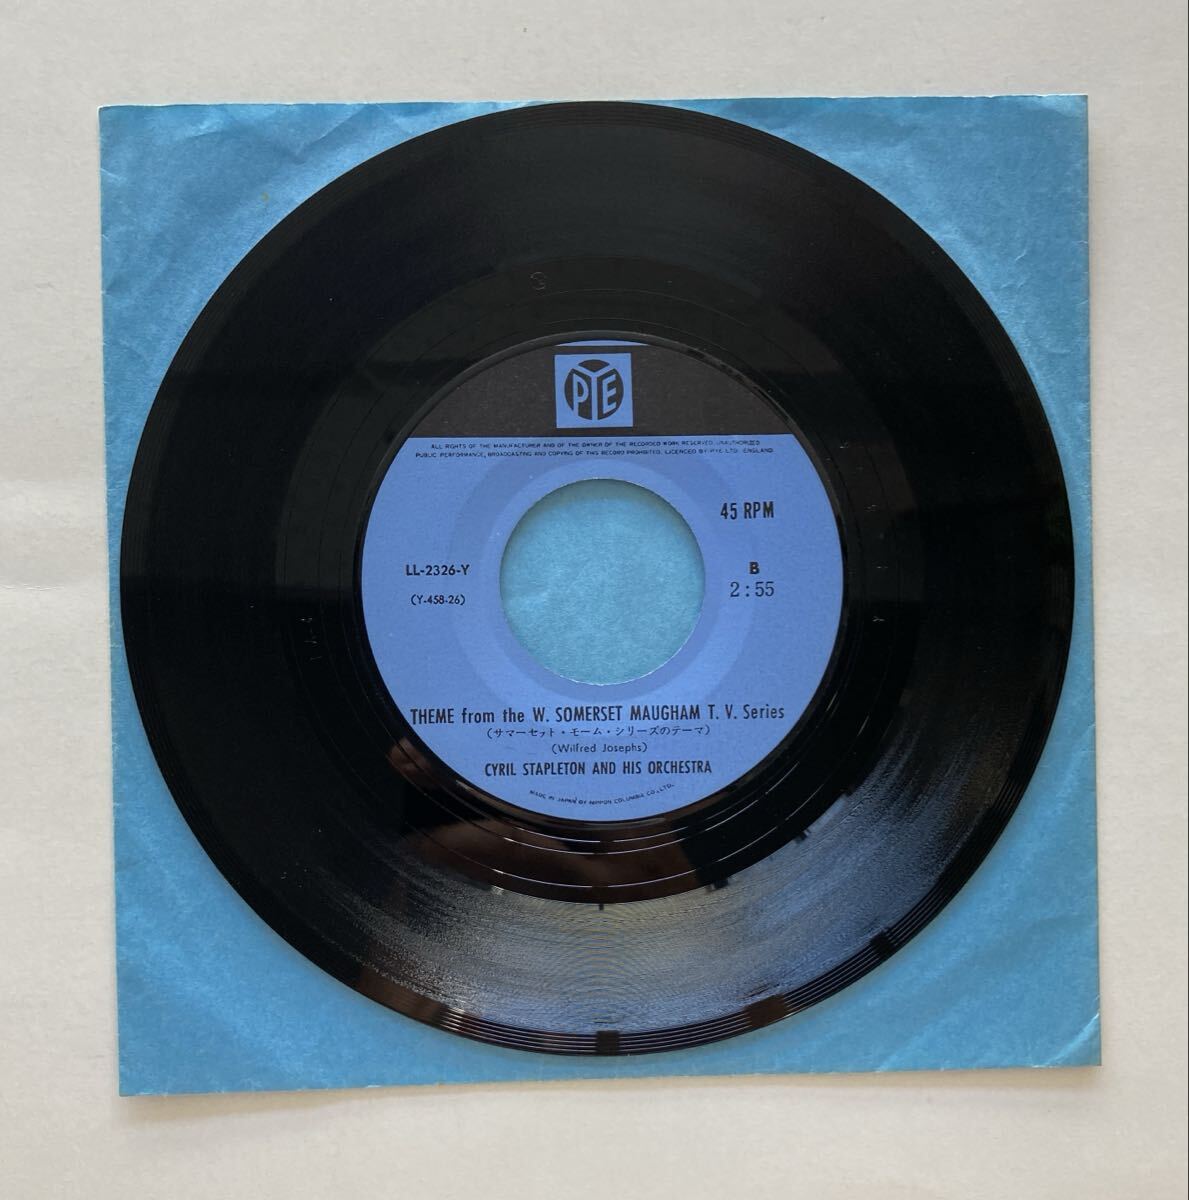 PYE
ALL RIGHTS OF THE MANUFACTURER AND OF THE OWNER OF THE RECORDED WORK RESERVED. UNAUTHORIZED
PUBLIC PERFORMANCE, BROADCASTING AND COPYING OF THIS RECORD PROHIBITED. LICENCED BY PYE LTD. ENGLAND.
45 RPM
LL-2326-Y
B
(Y-458-26)
2:55
THEME from the W. SOMERSET MAUGHAM T. V. Series
(サマーセット・モーム・シリーズのテーマ)
(Wilfred Josephs)
CYRIL STAPLETON AND HIS ORCHESTRA
MADE IN JAPAN BY NIPPON COLUMBIA CO., LTD.